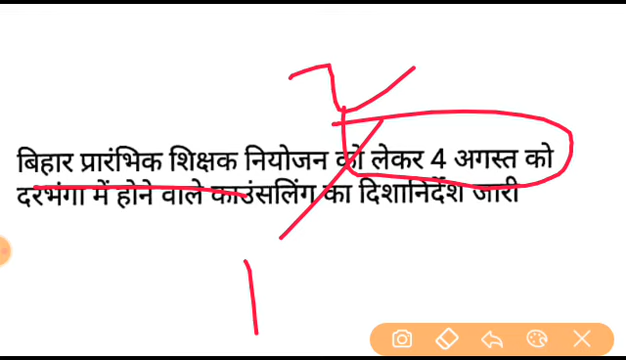 बिहार प्रारंभिक शिक्षक नियोजन को लेकर 4 अगस्त को
दरभंगा में होने वाले काउंसलिंग का दिशानिर्देश जारी